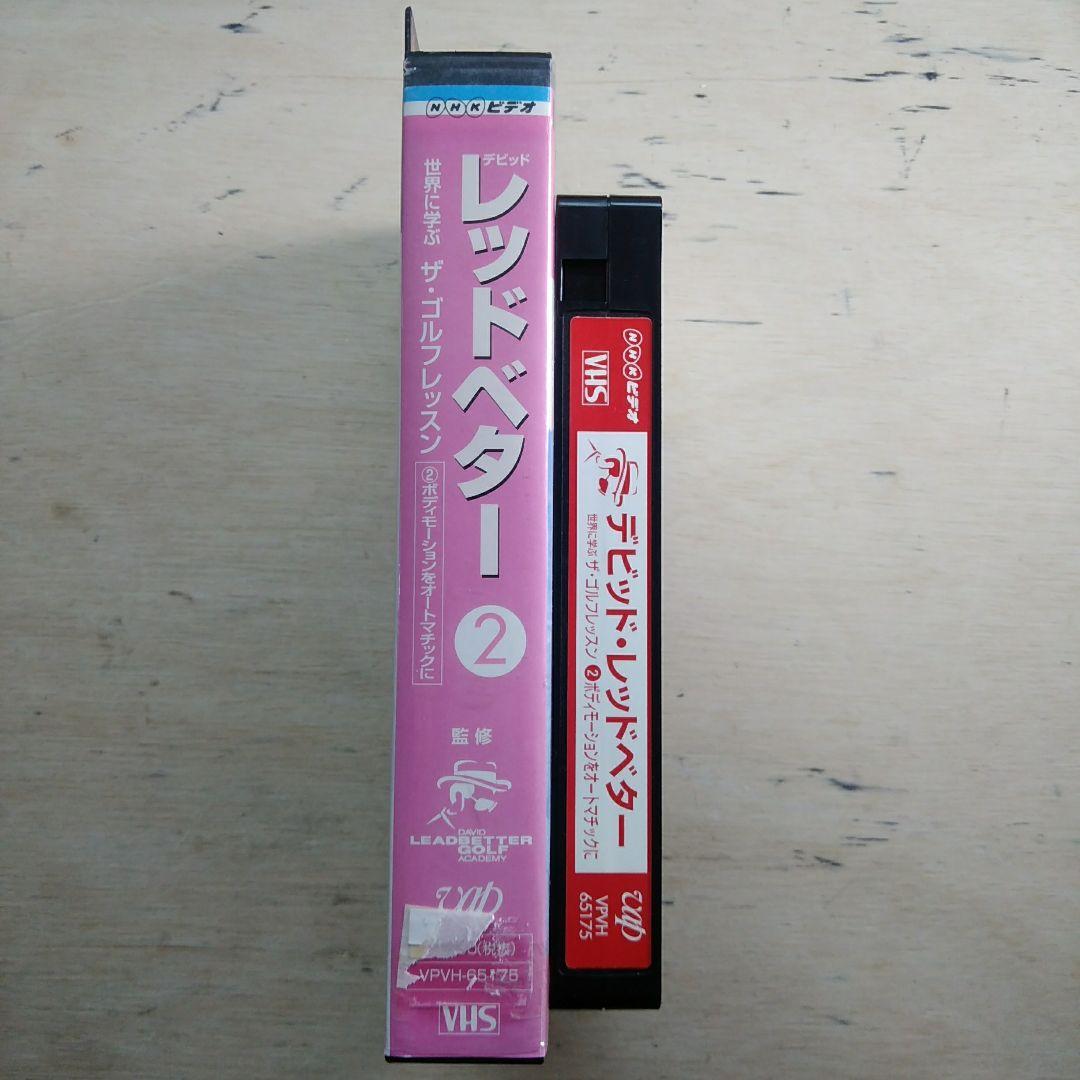 NHKビデオ
デビッド
レッドベター
②
世界に学ぶ ザ・ゴルフレッスン
②ボディモーションをオートマチックに
監修
DAVID
LEADBETTER
GOLF
ACADEMY
vap
(税抜)
VPVH-65175
VHS
NHKビデオ
VHS
デビッド・レッドベター
世界に学ぶ ザ・ゴルフレッスン ❷ボディモーションをオートマチックに
vap
VPVH
65175